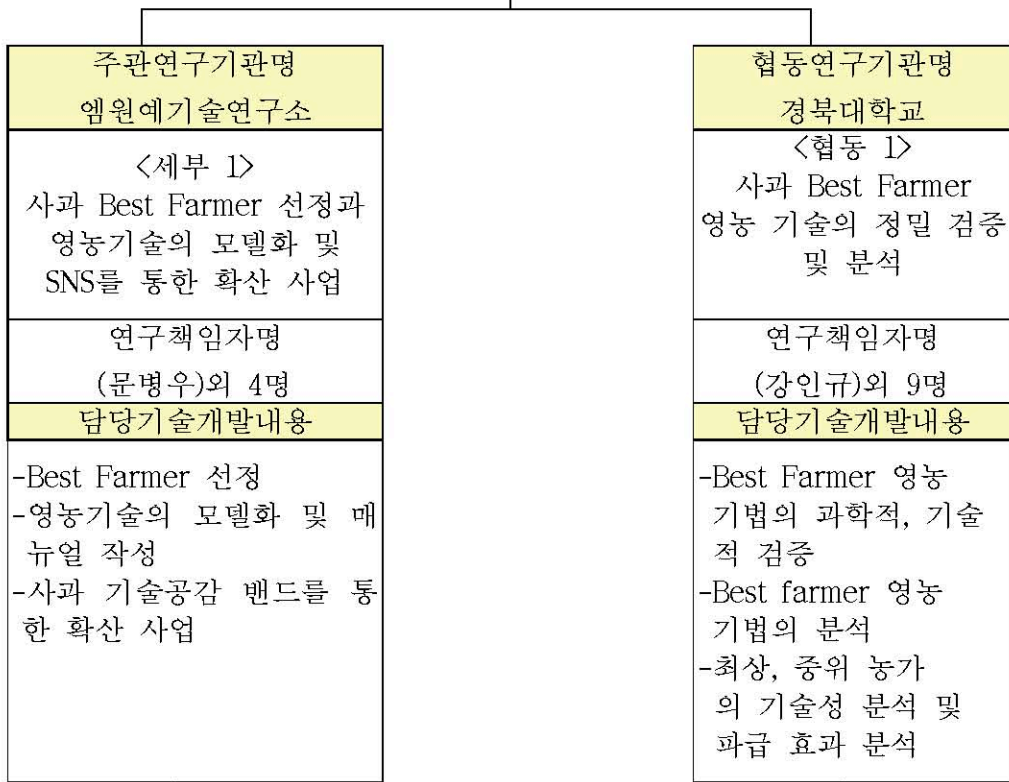 주관연구기관명
엠원예기술연구소
<세부 1>
사과 Best Farmer 선정과
영농기술의 모델화 및
SNS를 통한 확산 사업
연구책임자명
(문병우)외 4명
담당기술개발내용
-Best Farmer 선정
-영농기술의 모델화 및 매
뉴얼 작성
-사과 기술공감 밴드를 통
한 확산 사업
협동연구기관명
경북대학교
<협동 1>
사과 Best Farmer
영농 기술의 정밀 검증
및 분석
연구책임자명
(강인규)외 9명
담당기술개발내용
-Best Farmer 영농
기법의 과학적, 기술
적 검증
-Best farmer 영농
기법의 분석
-최상, 중위 농가
의 기술성 분석 및
파급 효과 분석